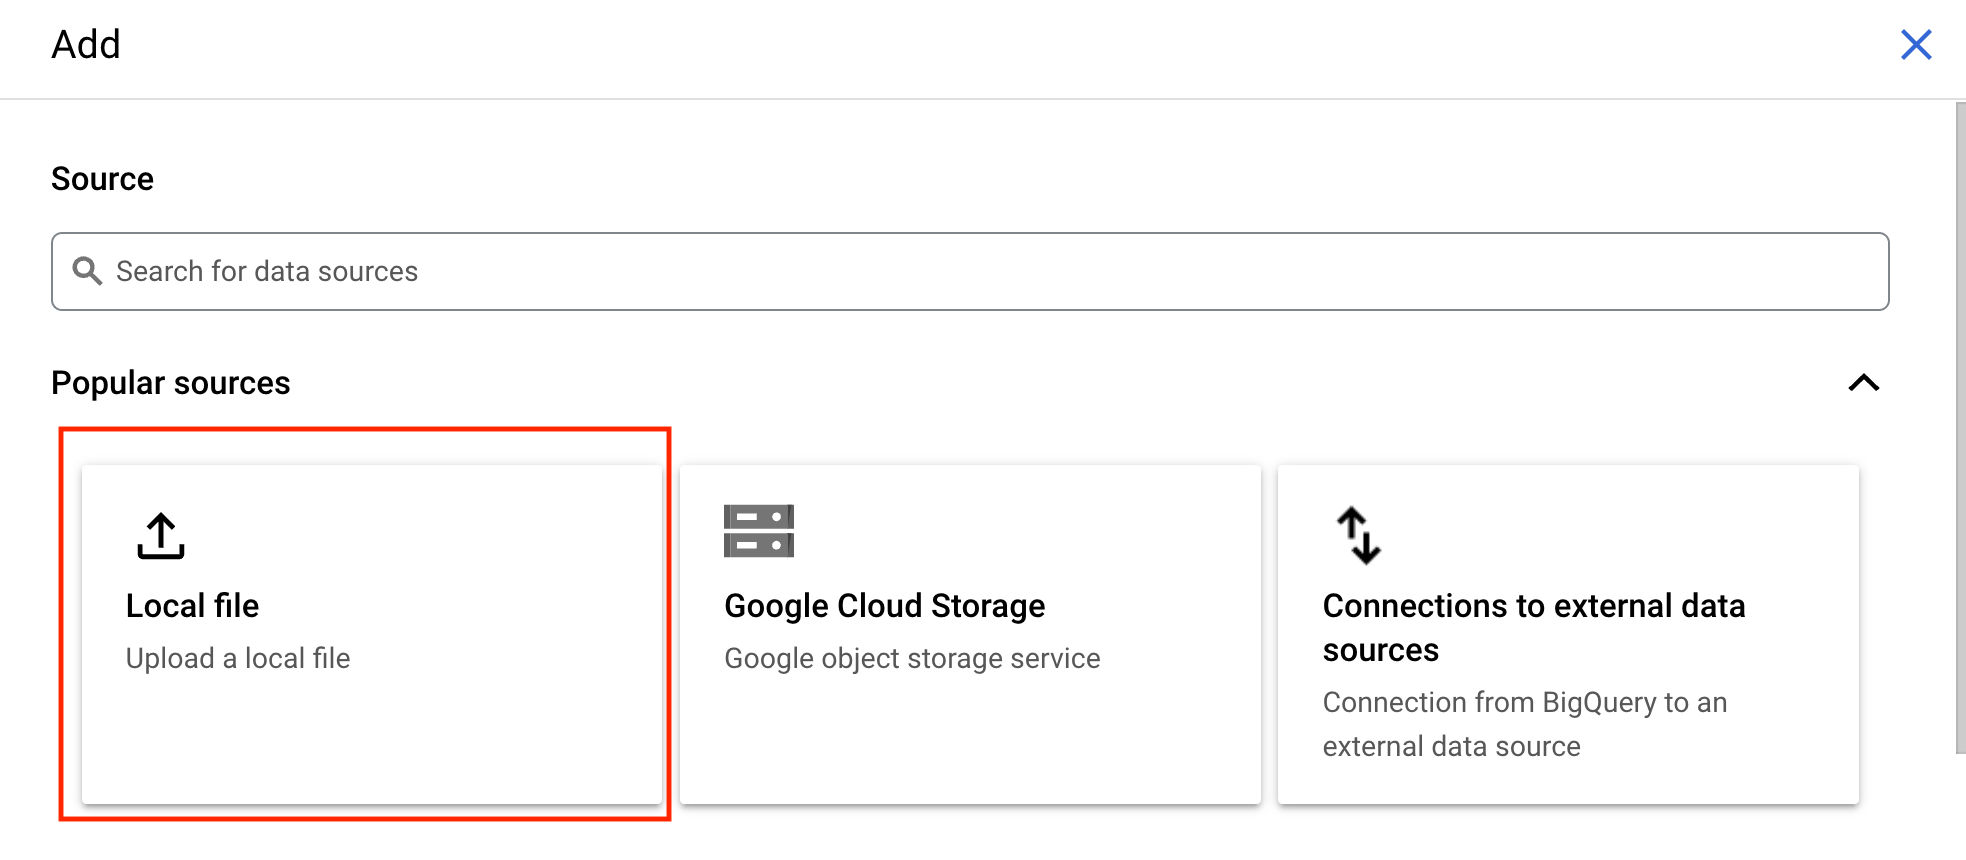 Add
Source
Search for data sources
Popular sources
Local file
Upload a local file
Google Cloud Storage
Google object storage service
Connections to external data
sources
Connection from BigQuery to an
external data source